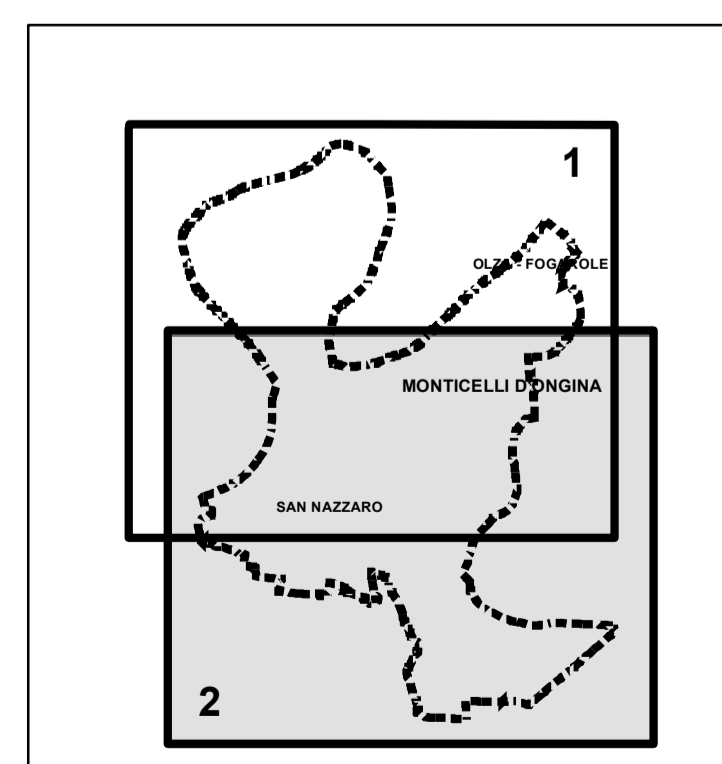 1
OLZA - FOGAROLE
MONTICELLI D'ONGINA
SAN NAZZARO
2